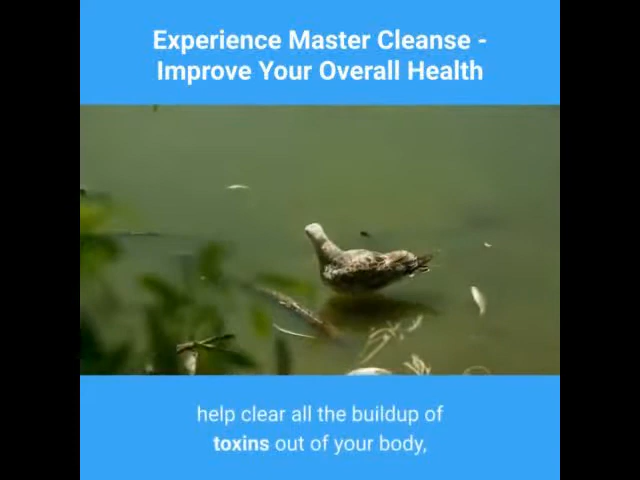 Experience Master Cleanse -
Improve Your Overall Health
help clear all the buildup of
toxins out of your body,